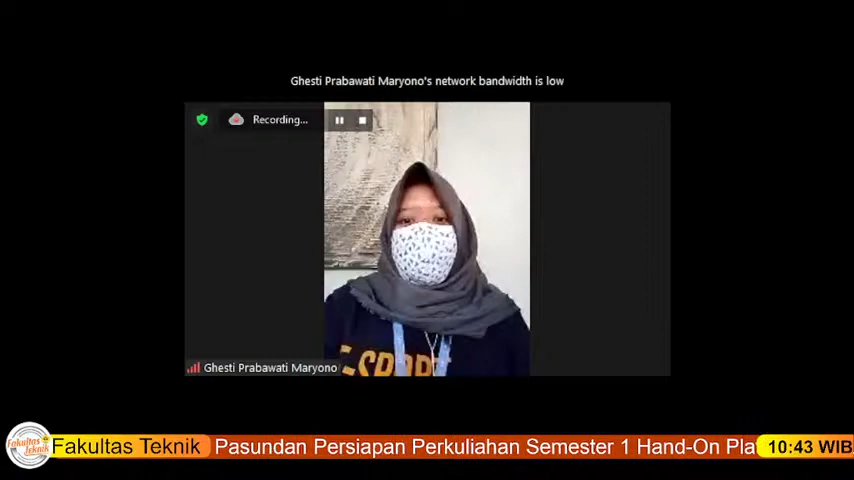 Ghesti Prabawati Maryono's network bandwidth is low
Recording...
Ghesti Prabawati Maryono
Fakultas Teknik
Fakultas Teknik
Pasundan Persiapan Perkuliahan Semester 1 Hand-On Pla
10:43 WIB